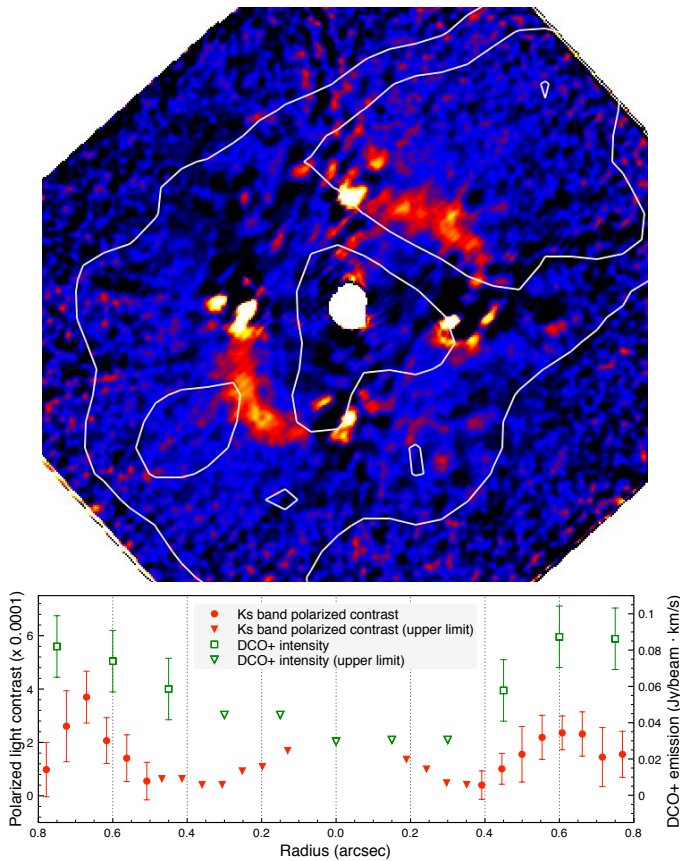 Polarized light contrast (x 0.0001)
6
4
2
0
Ks band polarized contrast
Ks band polarized contrast (upper limit)
DCO+ intensity
DCO+ intensity (upper limit)
0.1
0.08
0.06
0.04
0.02
0
DCO+ emission (Jy/beam · km/s)
0.8 0.6 0.4 0.2 0.0 0.2 0.4 0.6 0.8
Radius (arcsec)